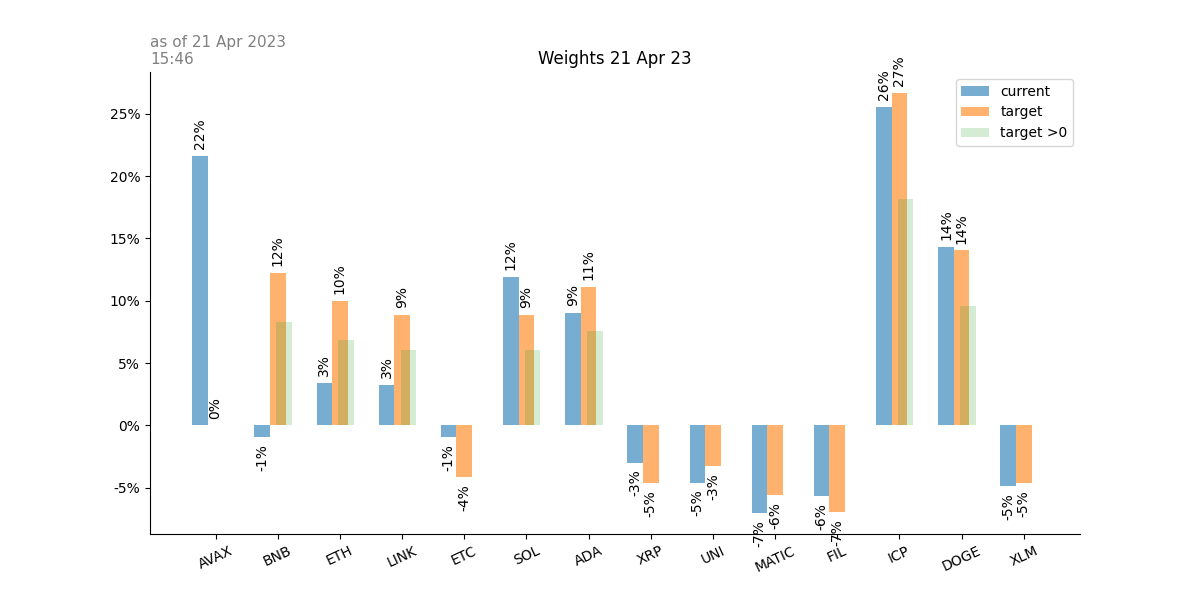 as of 21 Apr 2023
15:46
Weights 21 Apr 23
current
target
target >0
25%
20%
15%
10%
5%
0%
-5%
22%
0%
-1%
12%
3%
10%
3%
9%
-1%
-4%
12%
9%
9%
11%
-3%
-5%
-5%
-3%
-7%
-6%
-6%
-7%
26%
27%
14%
14%
-5%
-5%
AVAX
BNB
ETH
LINK
ETC
SOL
ADA
XRP
UNI
MATIC
FIL
ICP
DOGE
XLM